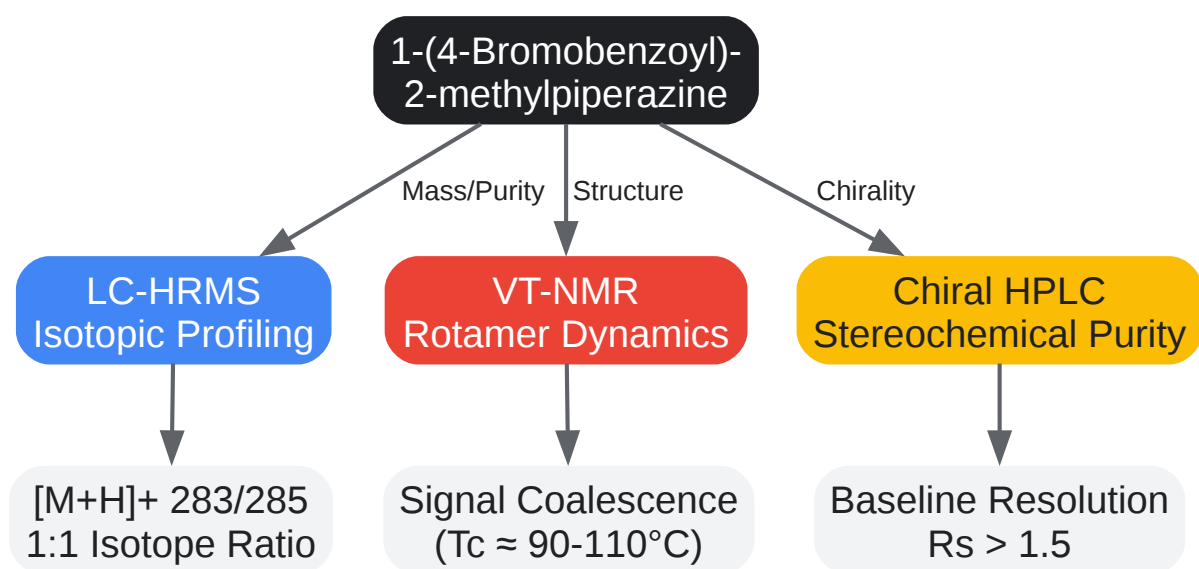 1-(4-Bromobenzoyl)-
2-methylpiperazine
Mass/Purity
Structure
Chirality
LC-HRMS
Isotopic Profiling
VT-NMR
Rotamer Dynamics
Chiral HPLC
Stereochemical Purity
[M+H]+ 283/285
1:1 Isotope Ratio
Signal Coalescence
(Tc ≈ 90-110°C)
Baseline Resolution
Rs > 1.5